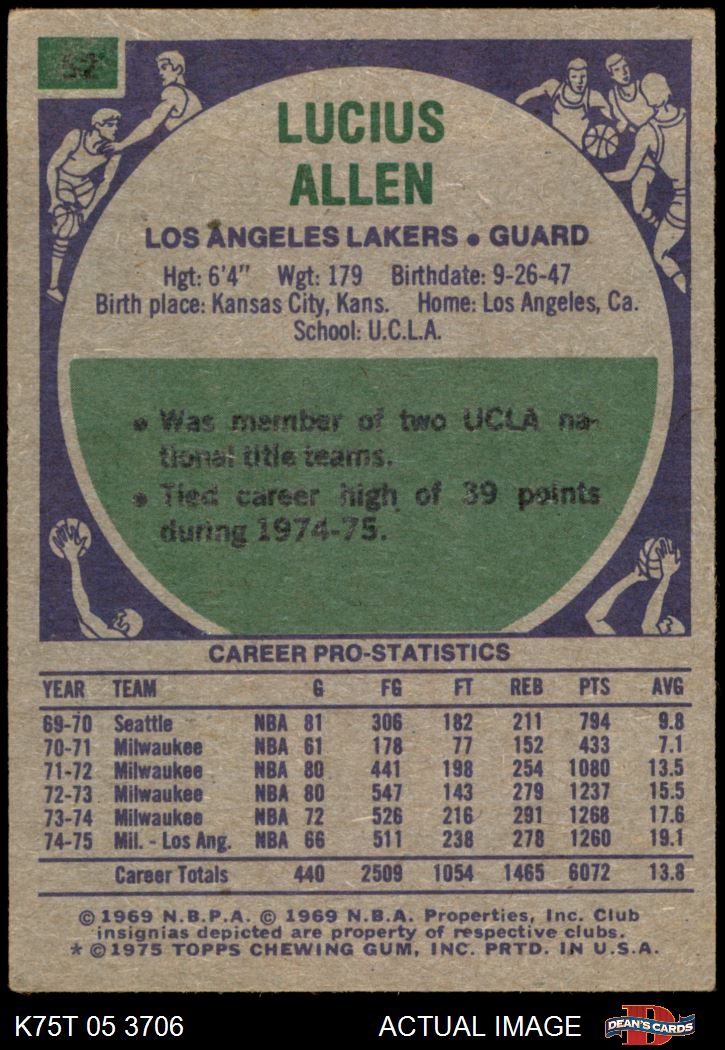 52
LUCIUS
ALLEN
LOS ANGELES LAKERS • GUARD
Hgt: 6'4" Wgt: 179 Birthdate: 9-26-47
Birth place: Kansas City, Kans. Home: Los Angeles, Ca.
School: U.C.L.A.
• Was member of two UCLA na-
tional title teams.
• Tied career high of 39 points
during 1974-75.
CAREER PRO-STATISTICS
YEAR TEAM G FG FT REB PTS AVG
69-70 Seattle NBA 81 306 182 211 794 9.8
70-71 Milwaukee NBA 61 178 77 152 433 7.1
71-72 Milwaukee NBA 80 441 198 254 1080 13.5
72-73 Milwaukee NBA 80 547 143 279 1237 15.5
73-74 Milwaukee NBA 72 526 216 291 1268 17.6
74-75 Mil. - Los Ang. NBA 66 511 238 278 1260 19.1
Career Totals 440 2509 1054 1465 6072 13.8
© 1969 N.B.P.A. © 1969 N.B.A. Properties, Inc. Club
insignias depicted are property of respective clubs.
* © 1975 TOPPS CHEWING GUM, INC. PRTD. IN U.S.A.
K75T 05 3706 ACTUAL IMAGE
D
DEAN'S CARDS